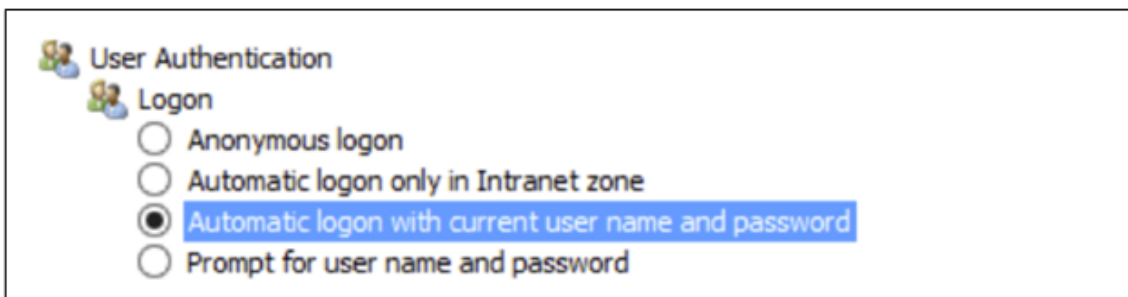 User Authentication
Logon
Anonymous logon
Automatic logon only in Intranet zone
Automatic logon with current user name and password
Prompt for user name and password